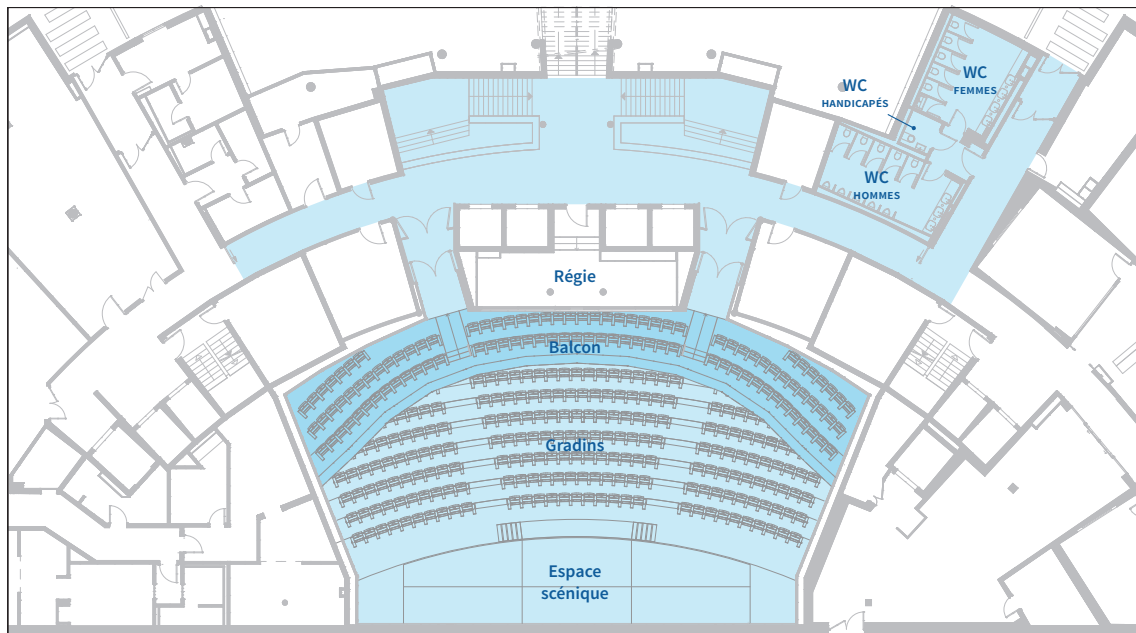 WC
FEMMES
WC
HANDICAPÉS
WC
HOMMES
Régie
Balcon
Gradins
Espace
scénique